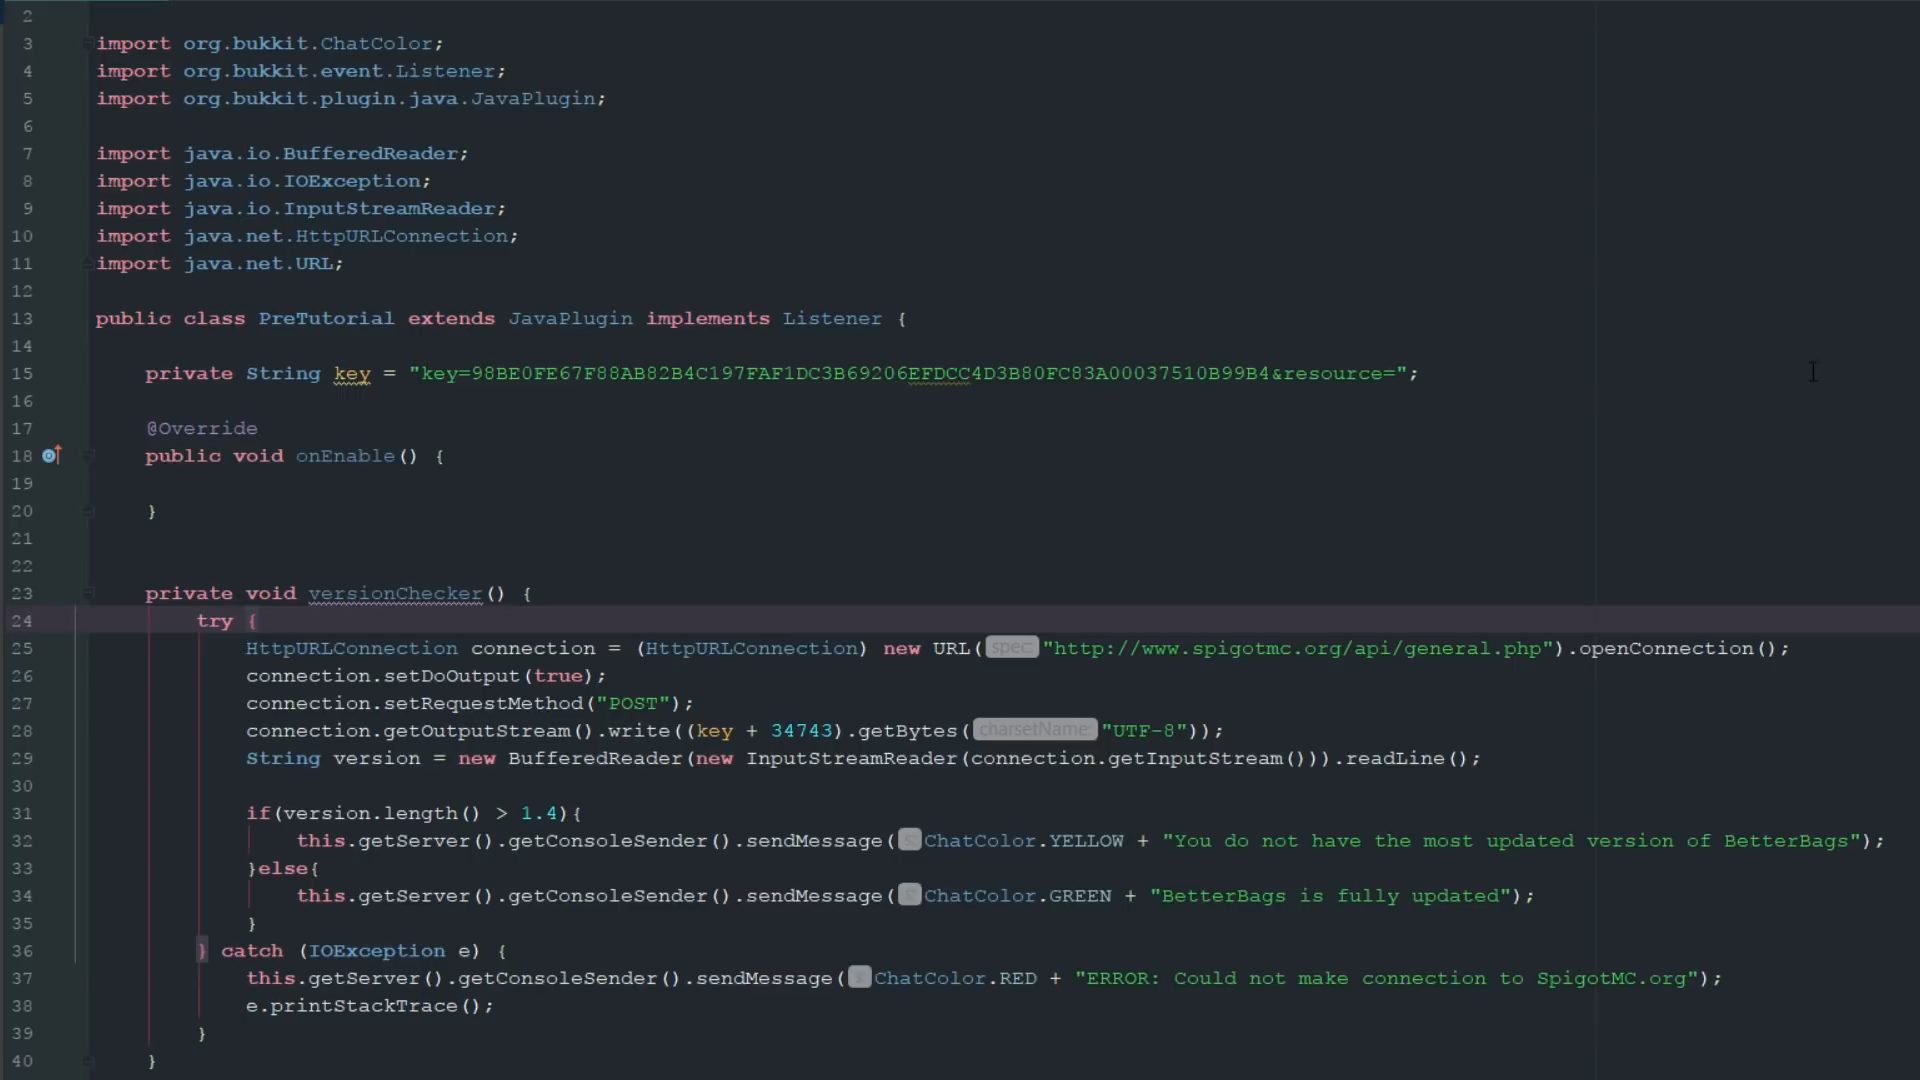 2
3 import org.bukkit.ChatColor;
4 import org.bukkit.event.Listener;
5 import org.bukkit.plugin.java.JavaPlugin;
6
7 import java.io.BufferedReader;
8 import java.io.IOException;
9 import java.io.InputStreamReader;
10 import java.net.HttpURLConnection;
11 import java.net.URL;
12
13 public class PreTutorial extends JavaPlugin implements Listener {
14
15 private String key = "key=98BE0FE67F88AB82B4C197FAF1DC3B69206EFDCC4D3B80FC83A00037510B99B4&resource=";
16
17 @Override
18 public void onEnable() {
19
20 }
21
22
23 private void versionChecker() {
24 try {
25 HttpURLConnection connection = (HttpURLConnection) new URL( spec: "http://www.spigotmc.org/api/general.php").openConnection();
26 connection.setDoOutput(true);
27 connection.setRequestMethod("POST");
28 connection.getOutputStream().write((key + 34743).getBytes( charsetName: "UTF-8"));
29 String version = new BufferedReader(new InputStreamReader(connection.getInputStream())).readLine();
30
31 if(version.length() > 1.4){
32 this.getServer().getConsoleSender().sendMessage( s: ChatColor.YELLOW + "You do not have the most updated version of BetterBags");
33 }else{
34 this.getServer().getConsoleSender().sendMessage( s: ChatColor.GREEN + "BetterBags is fully updated");
35 }
36 } catch (IOException e) {
37 this.getServer().getConsoleSender().sendMessage( s: ChatColor.RED + "ERROR: Could not make connection to SpigotMC.org");
38 e.printStackTrace();
39 }
40 }